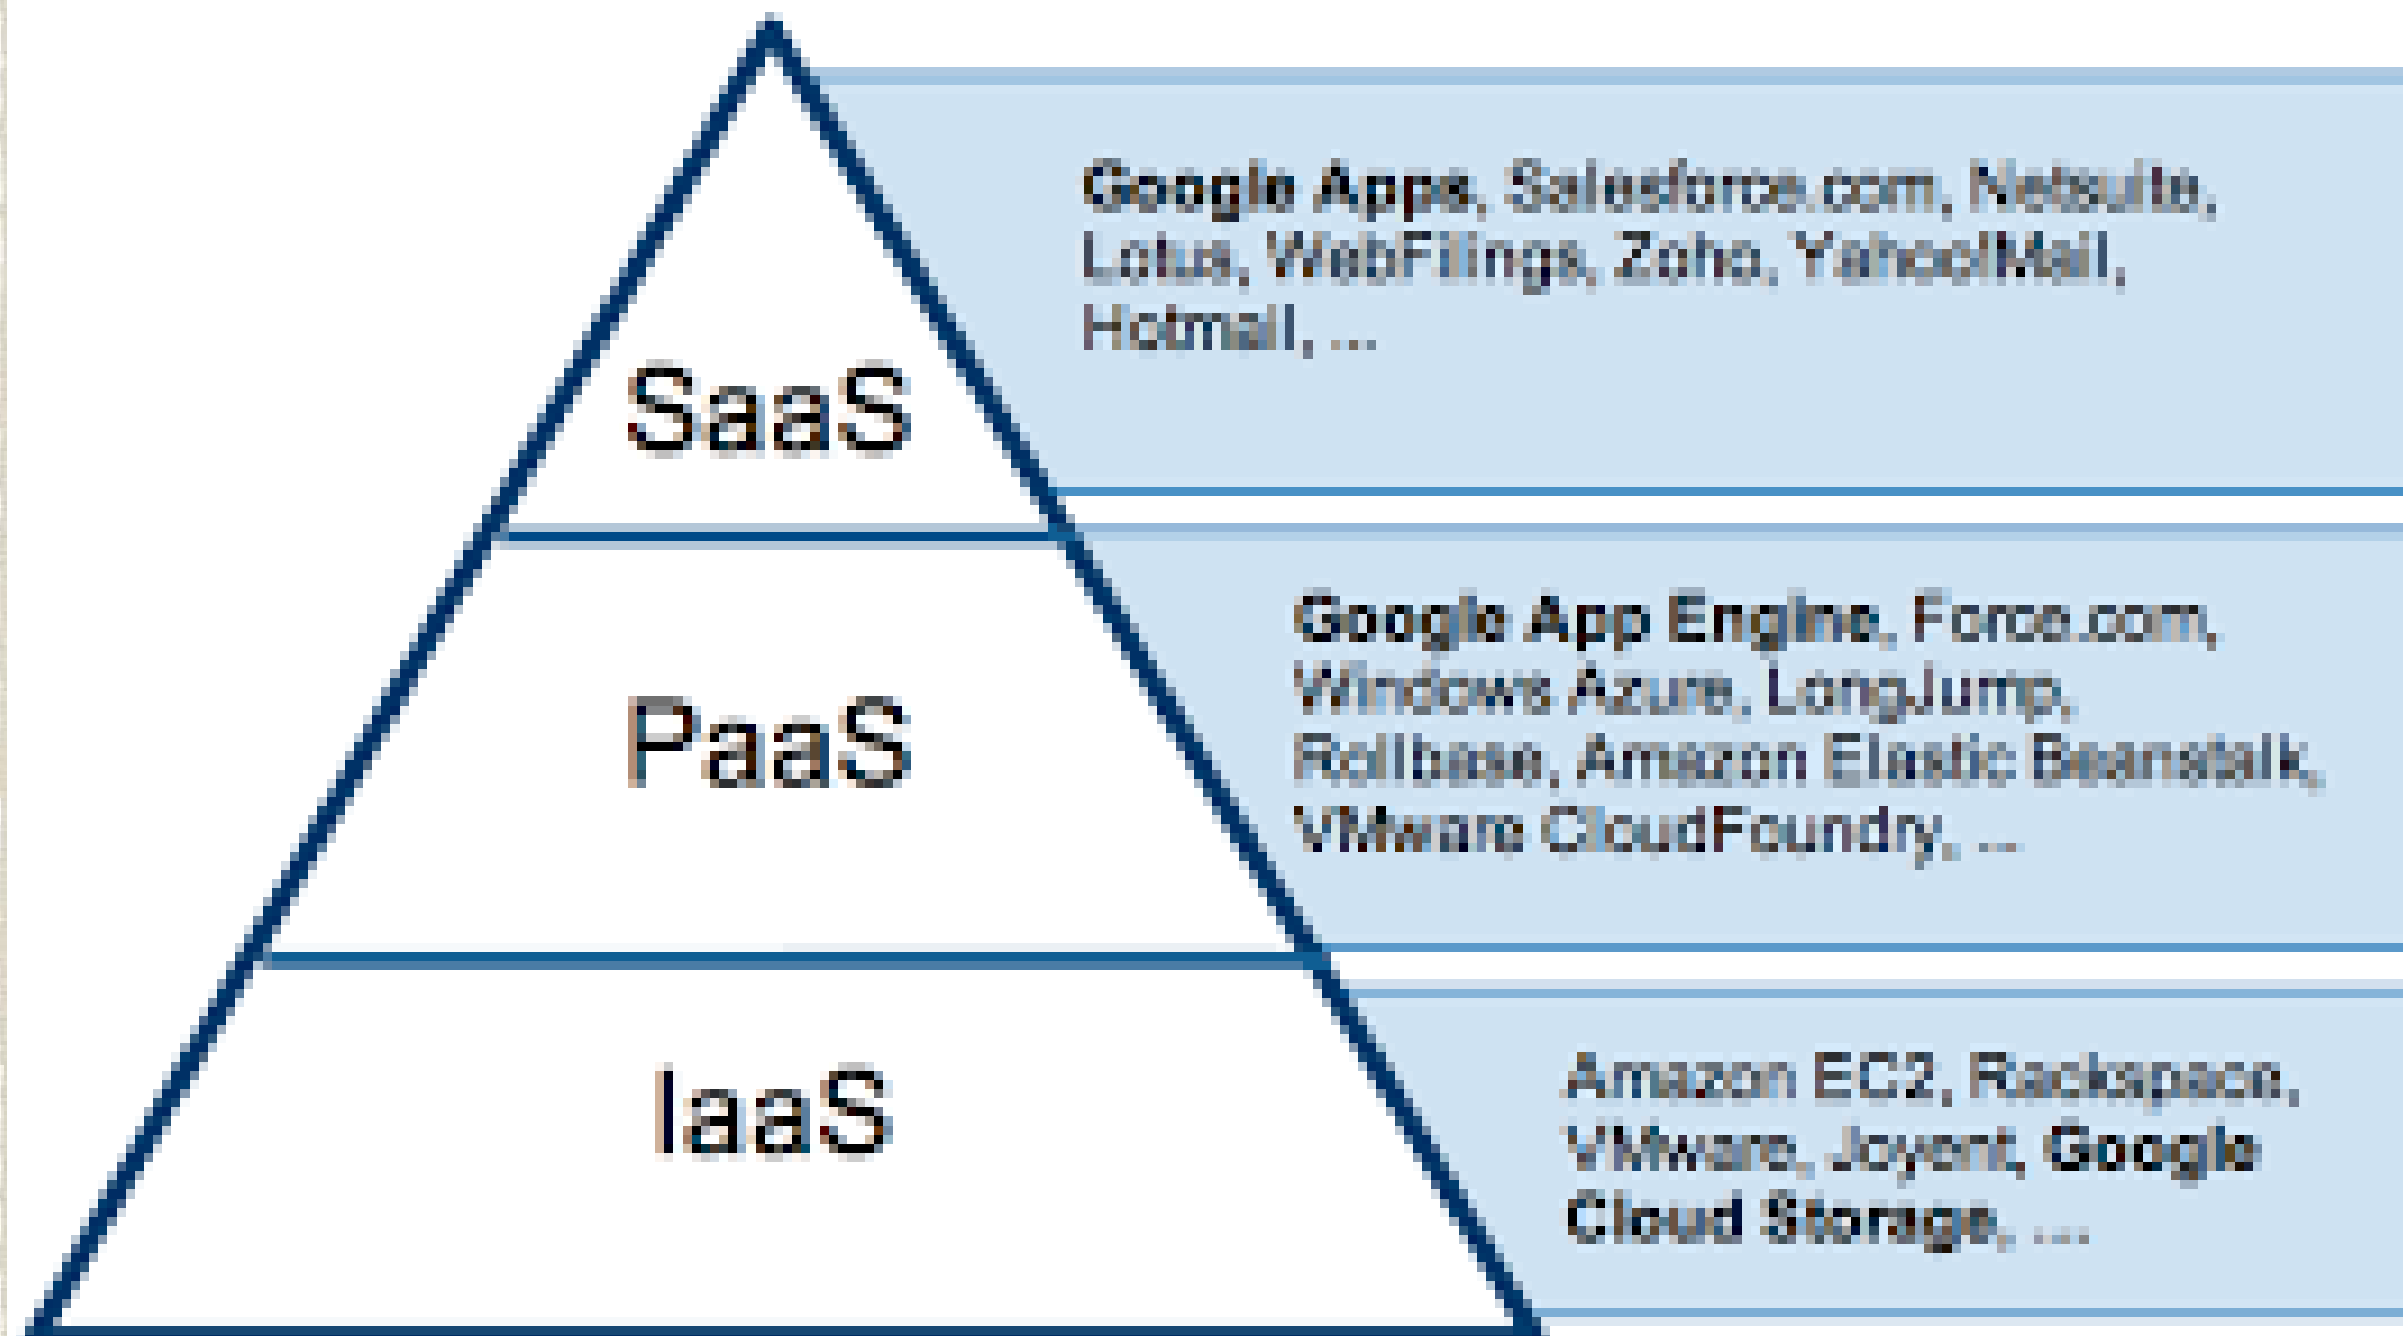 Google Apps, Salesforce.com, Netsuite,
Lotus, WebFilings, Zoho, Yahoo!Mail,
Hotmail, ...
SaaS
Google App Engine, Force.com,
Windows Azure, LongJump,
Rollbase, Amazon Elastic Beanstalk,
VMware CloudFoundry, ...
PaaS
Amazon EC2, Rackspace,
VMware, Joyent, Google
Cloud Storage, ...
IaaS